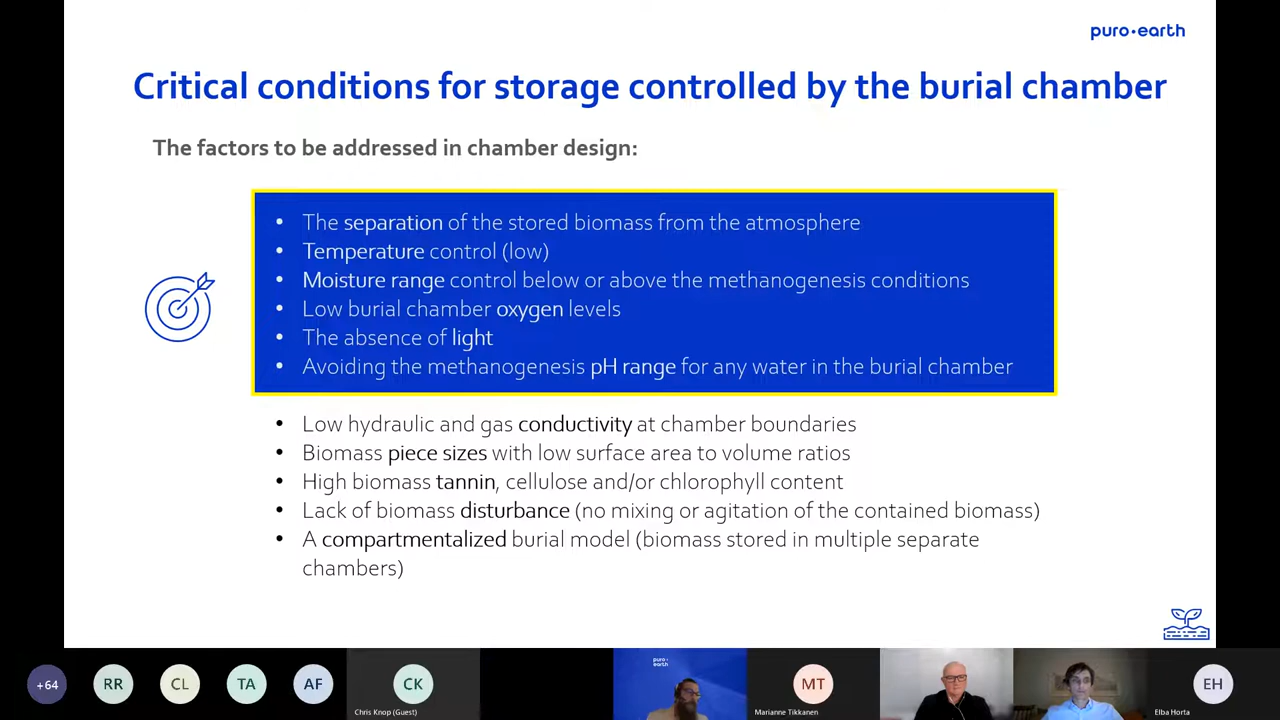 puro·earth
Critical conditions for storage controlled by the burial chamber
The factors to be addressed in chamber design:
• The separation of the stored biomass from the atmosphere
• Temperature control (low)
• Moisture range control below or above the methanogenesis conditions
• Low burial chamber oxygen levels
• The absence of light
• Avoiding the methanogenesis pH range for any water in the burial chamber
• Low hydraulic and gas conductivity at chamber boundaries
• Biomass piece sizes with low surface area to volume ratios
• High biomass tannin, cellulose and/or chlorophyll content
• Lack of biomass disturbance (no mixing or agitation of the contained biomass)
• A compartmentalized burial model (biomass stored in multiple separate
chambers)
+64
RR
CL
TA
AF
CK
Chris Knop (Guest)
puro·
earth
MT
Marianne Tikkanen
EH
Elba Horta